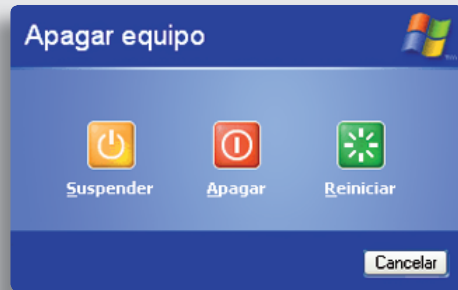 Apagar equipo
Suspender
Apagar
Reiniciar
Cancelar